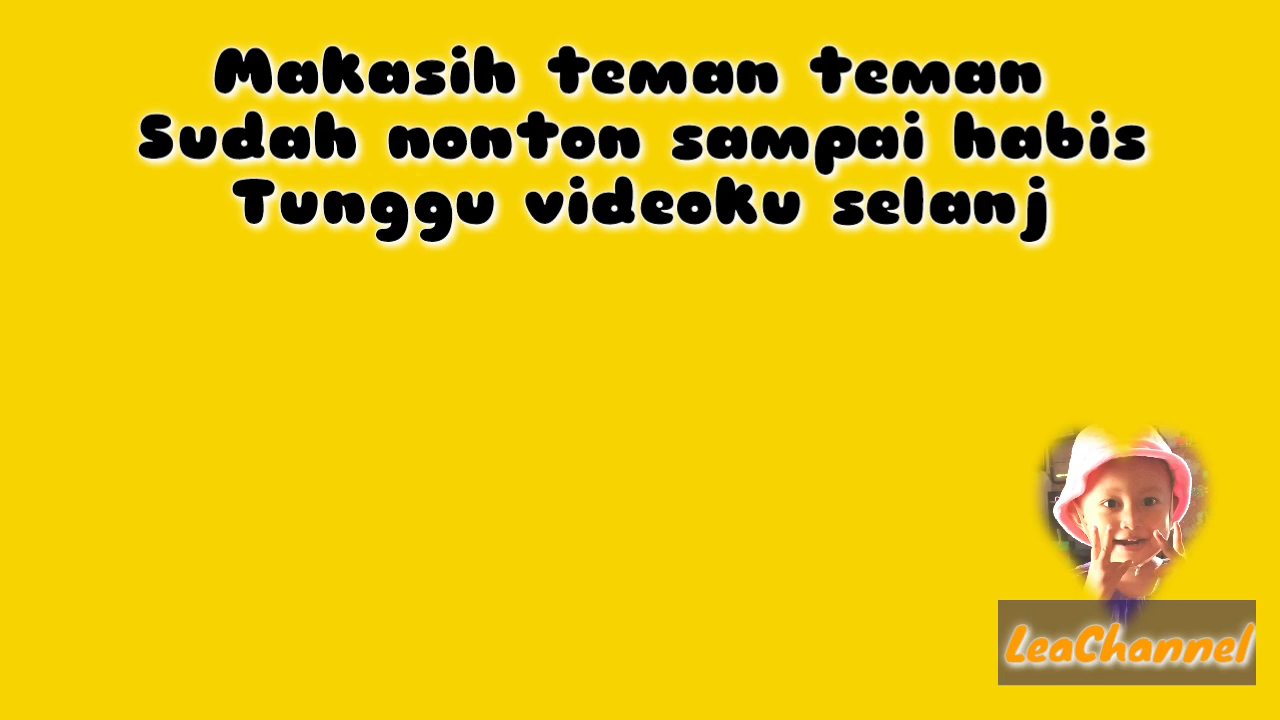 Makasih teman teman
Sudah nonton sampai habis
Tunggu videoku selanj
LeaChannel